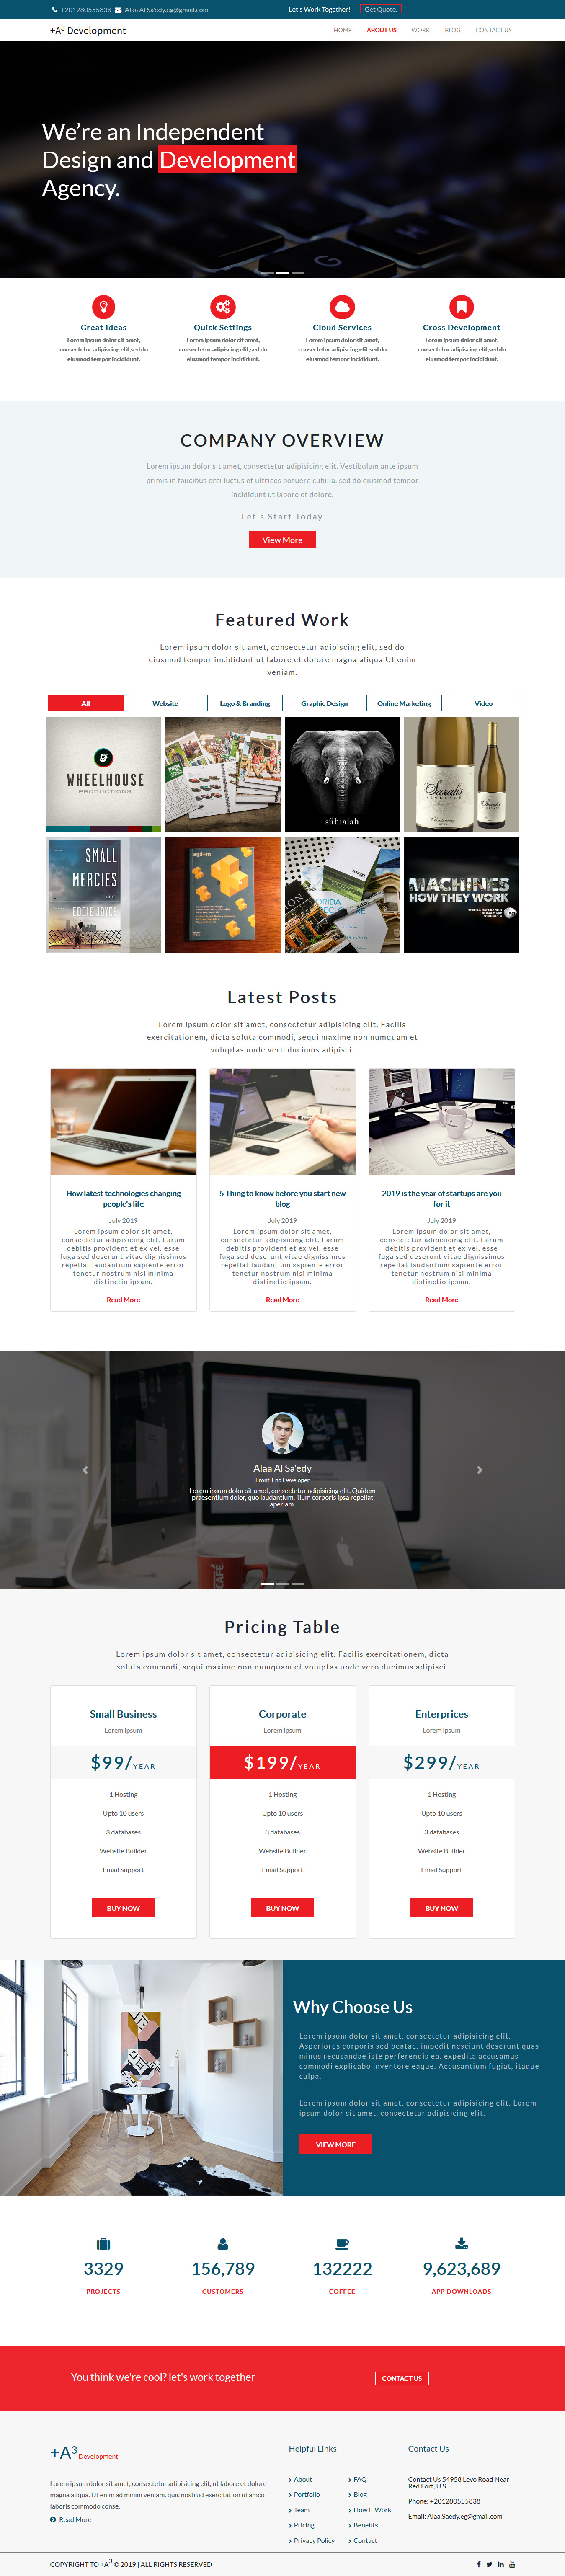 +201280555838 Alaa Al Sa'edy.eg@gmail.com Let's Work Together! Get Quote.
+A3 Development HOME ABOUT US WORK BLOG CONTACT US
We're an Independent
Design and Development
Agency.
Great Ideas
Lorem ipsum dolor sit amet,
consectetur adipiscing elit,sed do
eiusmod tempor incididunt.
Quick Settings
Lorem ipsum dolor sit amet,
consectetur adipiscing elit,sed do
eiusmod tempor incididunt.
Cloud Services
Lorem ipsum dolor sit amet,
consectetur adipiscing elit,sed do
eiusmod tempor incididunt.
Cross Development
Lorem ipsum dolor sit amet,
consectetur adipiscing elit,sed do
eiusmod tempor incididunt.
COMPANY OVERVIEW
Lorem ipsum dolor sit amet, consectetur adipisicing elit. Vestibulum ante ipsum
primis in faucibus orci luctus et ultrices posuere cubilla. sed do eiusmod tempor
incididunt ut labore et dolore.
Let's Start Today
View More
Featured Work
Lorem ipsum dolor sit amet, consectetur adipiscing elit, sed do
eiusmod tempor incididunt ut labore et dolore magna aliqua Ut enim
veniam.
All Website Logo & Branding Graphic Design Online Marketing Video
WHEELHOUSE
PRODUCTIONS
sühialah
Sarah's
VINEYARD
SMALL
MERCIES
EDDIE JOYCE
agd+m
MACHINES
HOW THEY WORK
Latest Posts
Lorem ipsum dolor sit amet, consectetur adipisicing elit. Facilis
exercitationem, dicta soluta commodi, sequi maxime non numquam et
voluptas unde vero ducimus adipisci.
How latest technologies changing
people's life
July 2019
Lorem ipsum dolor sit amet,
consectetur adipisicing elit. Earum
debitis provident et ex vel, esse
fuga sed deserunt vitae dignissimos
repellat laudantium sapiente error
tenetur nostrum nisi minima
distinctio ipsam.
Read More
5 Thing to know before you start new
blog
July 2019
Lorem ipsum dolor sit amet,
consectetur adipisicing elit. Earum
debitis provident et ex vel, esse
fuga sed deserunt vitae dignissimos
repellat laudantium sapiente error
tenetur nostrum nisi minima
distinctio ipsam.
Read More
2019 is the year of startups are you
for it
July 2019
Lorem ipsum dolor sit amet,
consectetur adipisicing elit. Earum
debitis provident et ex vel, esse
fuga sed deserunt vitae dignissimos
repellat laudantium sapiente error
tenetur nostrum nisi minima
distinctio ipsam.
Read More
Alaa Al Sa'edy
Front-End Developer
Lorem ipsum dolor sit amet, consectetur adipisicing elit. Quidem
praesentium dolor, quo laudantium, illum corporis ipsa repellat
aperiam.
Pricing Table
Lorem ipsum dolor sit amet, consectetur adipisicing elit. Facilis exercitationem, dicta
soluta commodi, sequi maxime non numquam et voluptas unde vero ducimus adipisci.
Small Business
Lorem ipsum
$99/YEAR
1 Hosting
Upto 10 users
3 databases
Website Builder
Email Support
BUY NOW
Corporate
Lorem ipsum
$199/YEAR
1 Hosting
Upto 10 users
3 databases
Website Builder
Email Support
BUY NOW
Enterprices
Lorem ipsum
$299/YEAR
1 Hosting
Upto 10 users
3 databases
Website Builder
Email Support
BUY NOW
Why Choose Us
Lorem ipsum dolor sit amet, consectetur adipisicing elit.
Asperiores corporis sed beatae, impedit nesciunt deserunt quas
minus recusandae iste perferendis ea, expedita accusamus
commodi explicabo inventore eaque. Accusantium fugiat, itaque
culpa.
Lorem ipsum dolor sit amet, consectetur adipisicing elit. Lorem
ipsum dolor sit amet, consectetur adipisicing elit.
VIEW MORE
3329
PROJECTS
156,789
CUSTOMERS
132222
COFFEE
9,623,689
APP DOWNLOADS
You think we're cool? let's work together CONTACT US
+A3 Development
Lorem ipsum dolor sit amet, consectetur adipisicing elit, ut labore et dolore
magna aliqua. Ut enim ad minim veniam. quis nostrud exercitation ullamco
laboris commodo conse.
Read More
Helpful Links
About
Portfolio
Team
Pricing
Privacy Policy
FAQ
Blog
How It Work
Benefits
Contact
Contact Us
Contact Us 54958 Levo Road Near
Red Fort, U.S
Phone: +201280555838
Email: Alaa.Saedy.eg@gmail.com
COPYRIGHT TO +A3 © 2019 | ALL RIGHTS RESERVED